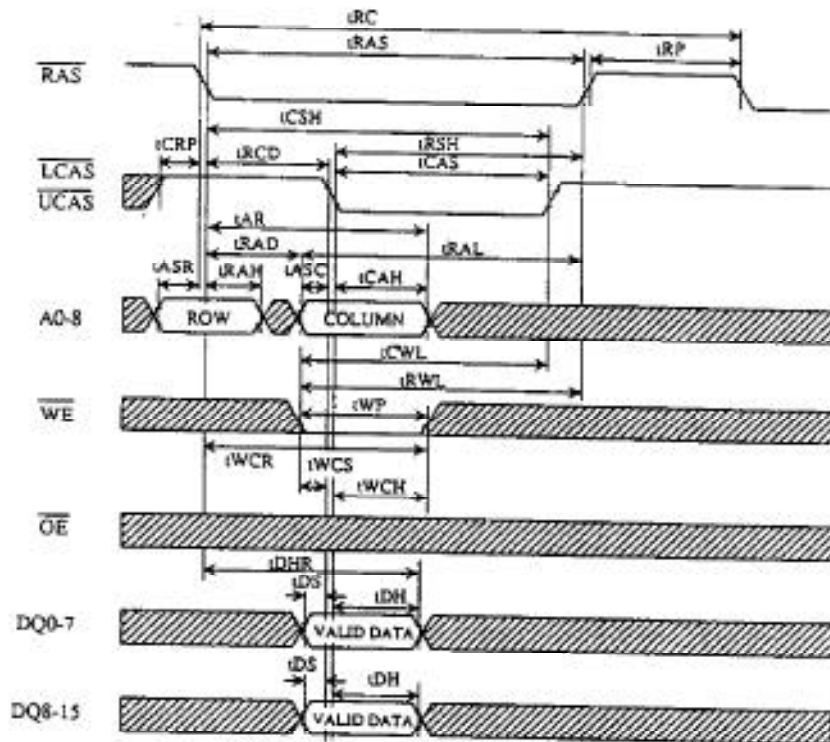 tRC
tRAS
tRP
RAS
tCSH
tCRP
tRSH
tRCD
tCAS
LCAS
UCAS
tAR
tRAD
tRAL
tASR
tRAH
tASC
tCAH
A0-8
ROW
COLUMN
tCWL
tRWL
WE
tWP
tWCR
tWCS
tWCH
OE
tDHR
tDS
tDH
DQ0-7
VALID DATA
tDS
tDH
DQ8-15
VALID DATA